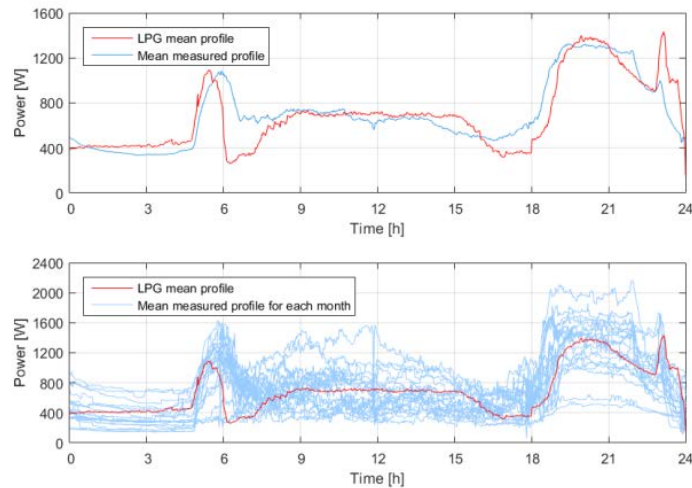 1600
1200
800
400
0
Power [W]
LPG mean profile
Mean measured profile
0 3 6 9 12 15 18 21 24
Time [h]
2400
2000
1600
1200
800
400
0
Power [W]
LPG mean profile
Mean measured profile for each month
0 3 6 9 12 15 18 21 24
Time [h]